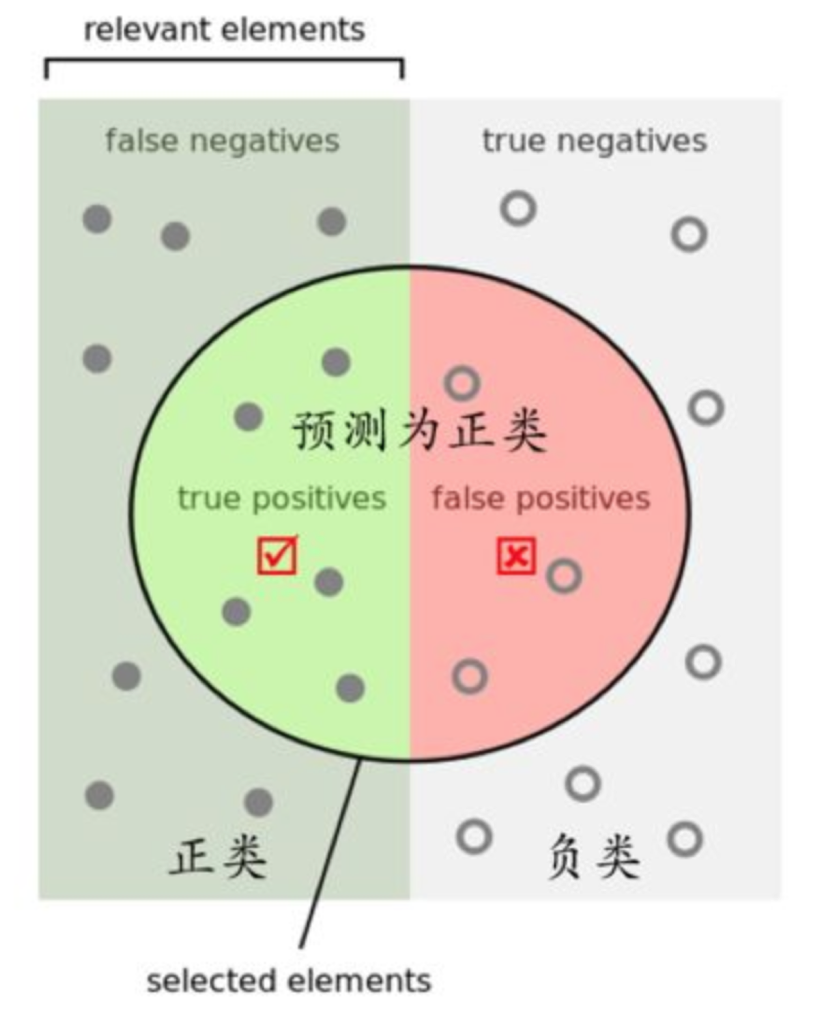 relevant elements
false negatives
true negatives
预测为正类
true positives
false positives
正类
负类
selected elements